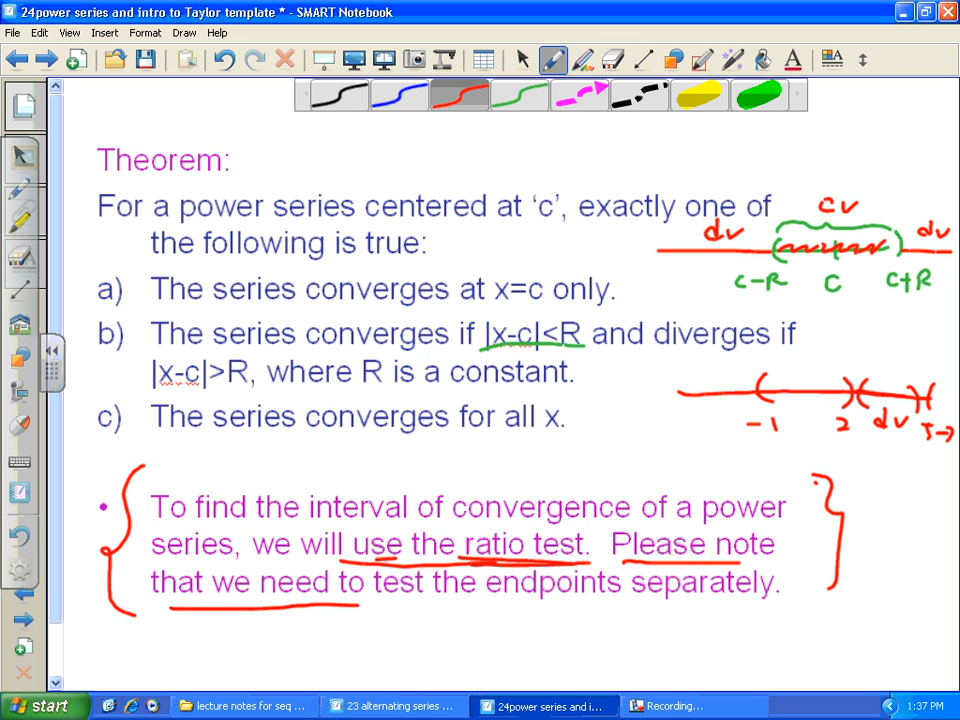 24power series and intro to Taylor template * - SMART Notebook
File Edit View Insert Format Draw Help
Theorem:
For a power series centered at ‘c’, exactly one of
the following is true:
a) The series converges at x=c only.
b) The series converges if |x-c|<R and diverges if
|x-c|>R, where R is a constant.
c) The series converges for all x.
cv
dv dv
c-R c c+R
-1 2 dv 5→
• To find the interval of convergence of a power
series, we will use the ratio test. Please note
that we need to test the endpoints separately.
start lecture notes for seq ... 23 alternating series ... 24power series and i... Recording... 1:37 PM